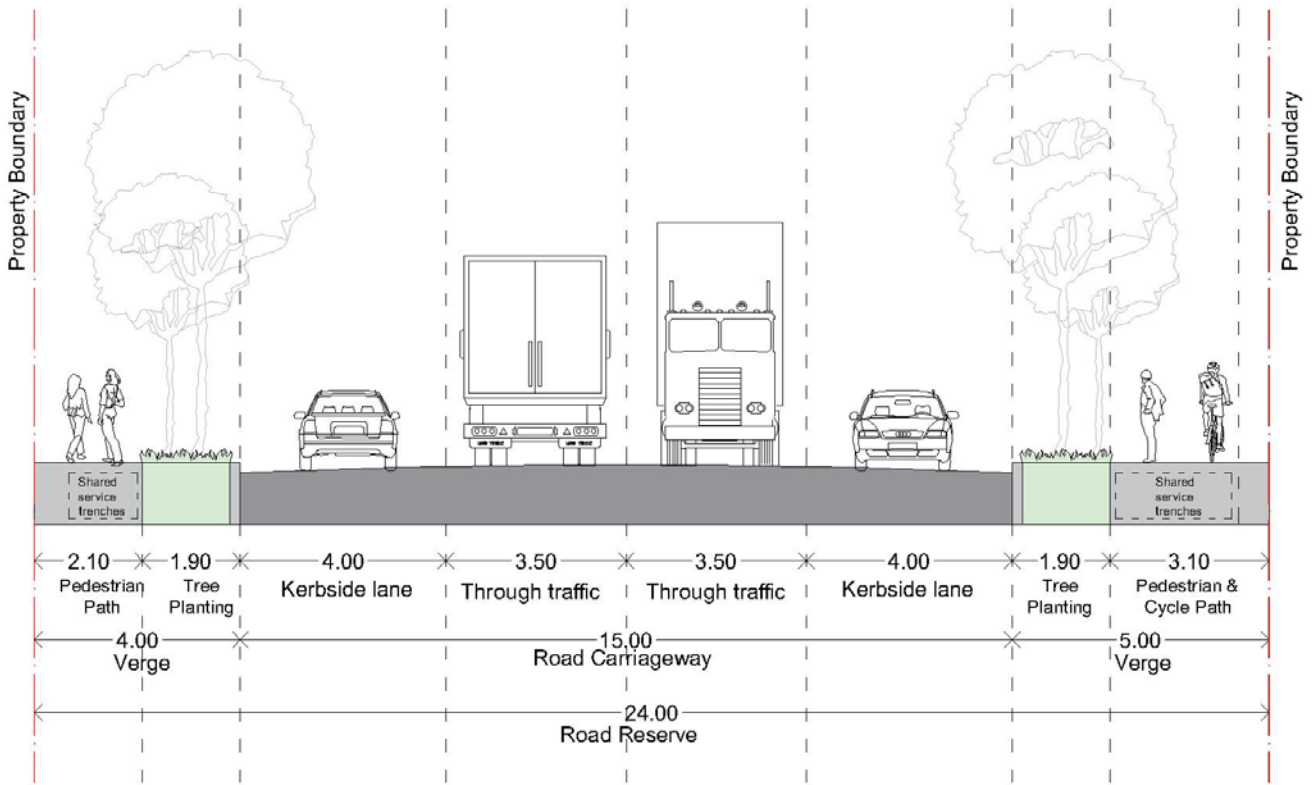 Property Boundary
Property Boundary
Shared
service
trenches
Shared
service
trenches
2.10
1.90
4.00
3.50
3.50
4.00
1.90
3.10
Pedestrian
Path
Tree
Planting
Kerbside lane
Through traffic
Through traffic
Kerbside lane
Tree
Planting
Pedestrian &
Cycle Path
4.00
Verge
15.00
Road Carriageway
5.00
Verge
24.00
Road Reserve